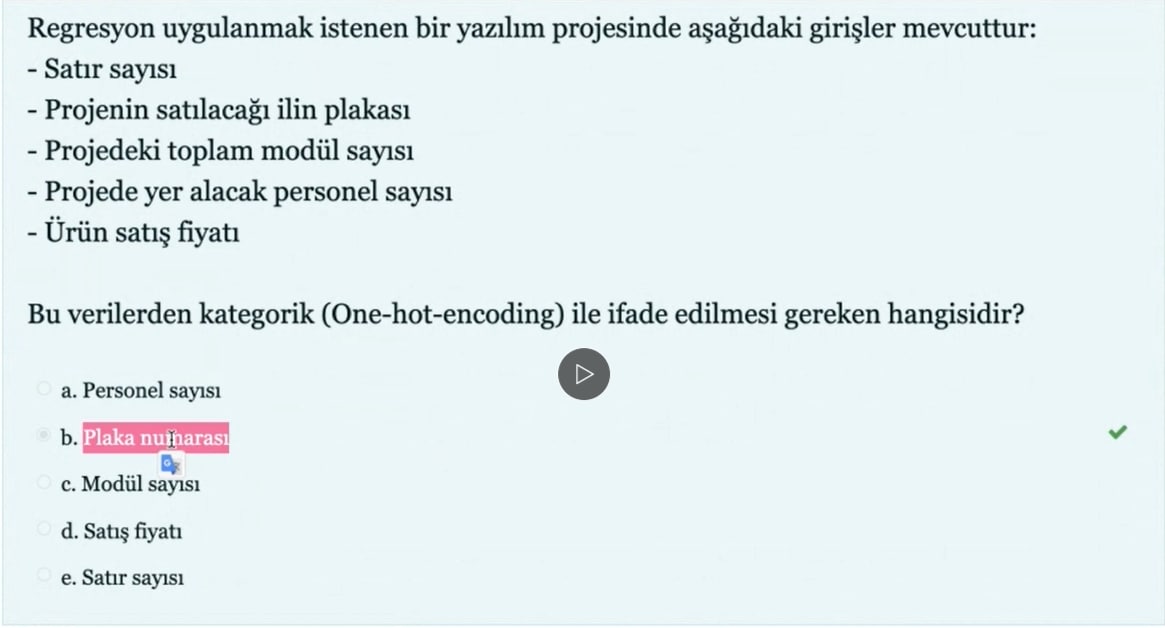 Regresyon uygulanmak istenen bir yazılım projesinde aşağıdaki girişler mevcuttur:
- Satır sayısı
- Projenin satılacağı ilin plakası
- Projedeki toplam modül sayısı
- Projede yer alacak personel sayısı
- Ürün satış fiyatı
Bu verilerden kategorik (One-hot-encoding) ile ifade edilmesi gereken hangisidir?
a. Personel sayısı
b. Plaka numarası
c. Modül sayısı
d. Satış fiyatı
e. Satır sayısı